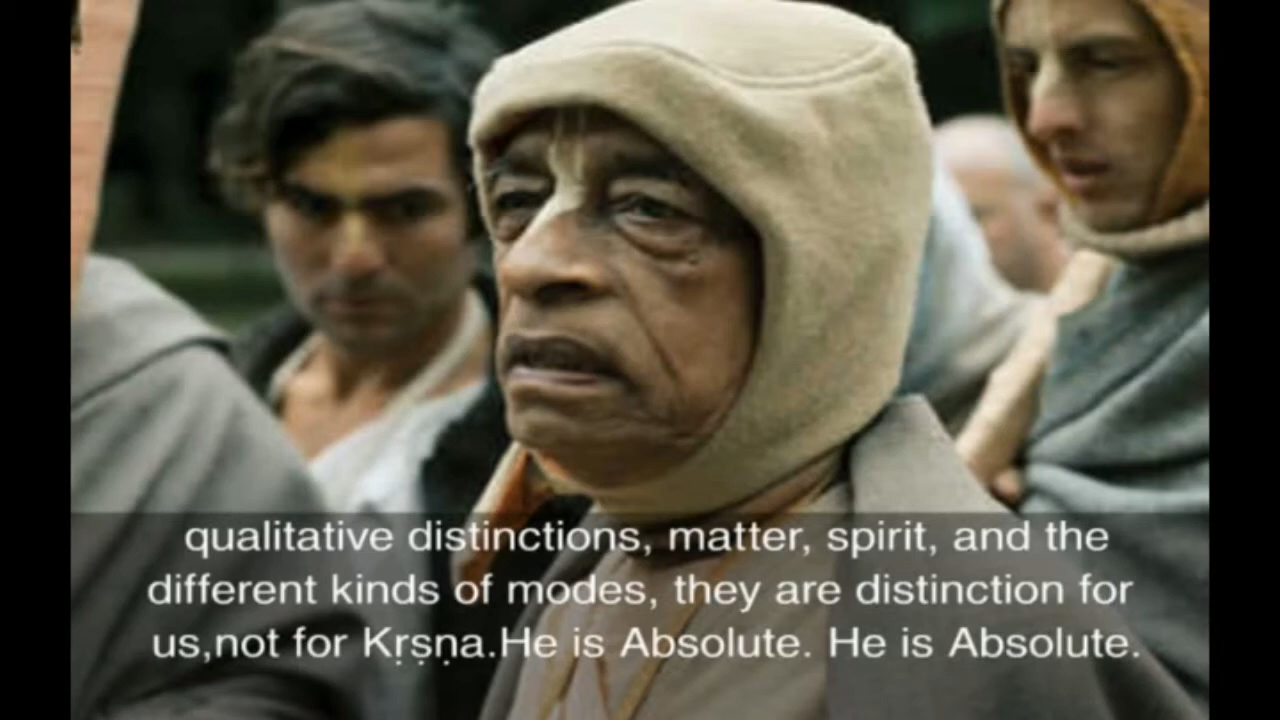 qualitative distinctions, matter, spirit, and the
different kinds of modes, they are distinction for
us,not for Kṛṣṇa.He is Absolute. He is Absolute.